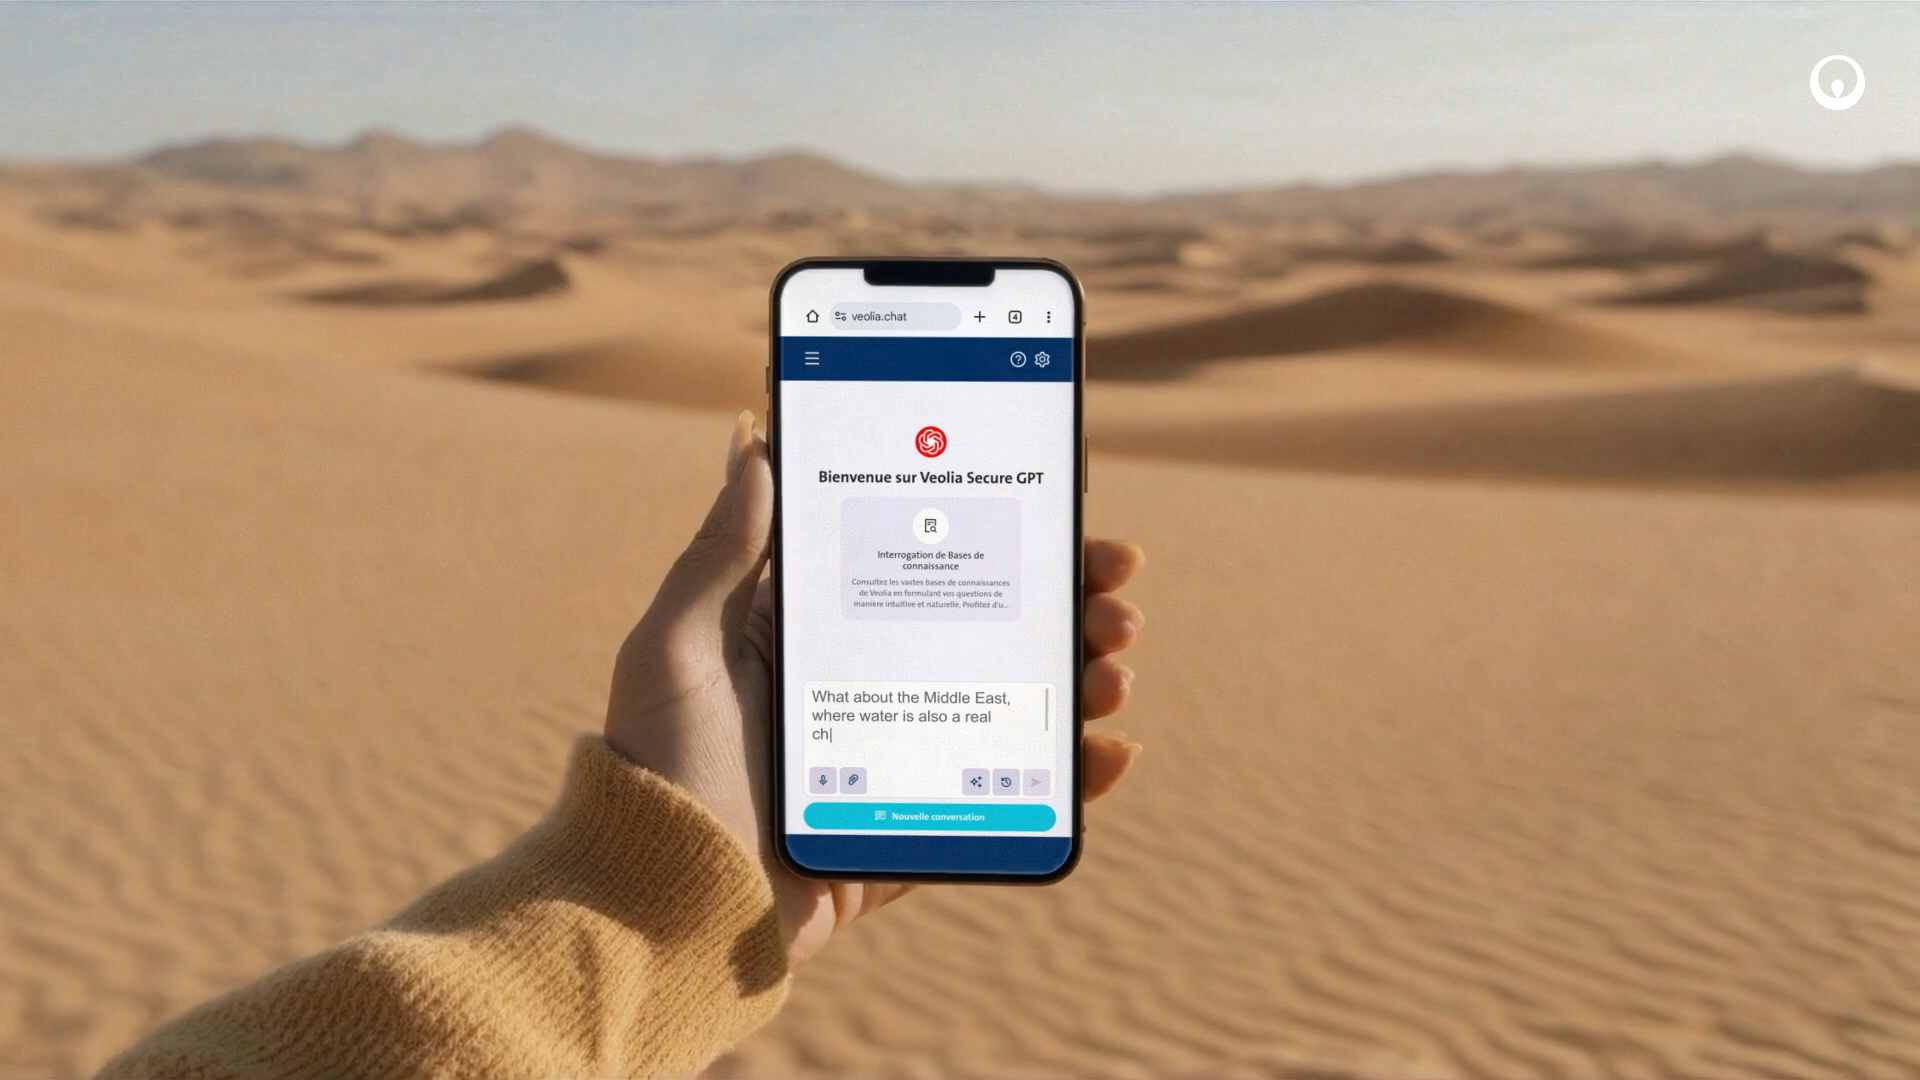 veolia.chat
4
Bienvenue sur Veolia Secure GPT
Interrogation de Bases de
connaissance
Consultez les vastes bases de connaissances
de Veolia en formulant vos questions de
manière intuitive et naturelle. Profitez d'u...
What about the Middle East,
where water is also a real
ch
Nouvelle conversation